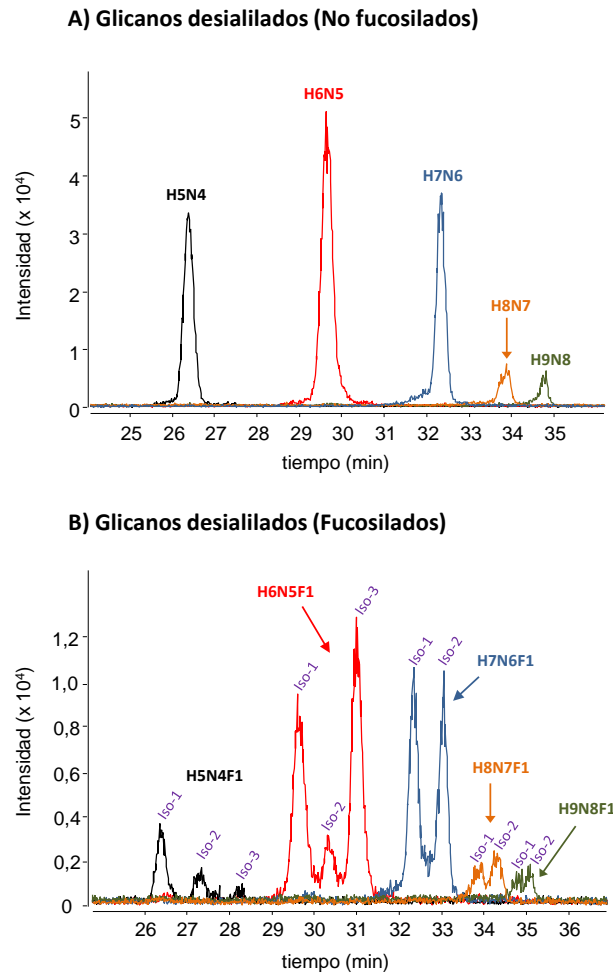 A) Glicanos desialilados (No fucosilados)
Intensidad (x 10⁴)
5
4
3
2
1
0
H5N4
H6N5
H7N6
H8N7
H9N8
25 26 27 28 29 30 31 32 33 34 35
tiempo (min)
B) Glicanos desialilados (Fucosilados)
Intensidad (x 10⁴)
1,2
1,0
0,8
0,6
0,4
0,2
0
H5N4F1
Iso-1
Iso-2
Iso-3
H6N5F1
Iso-1
Iso-2
Iso-3
H7N6F1
Iso-1
Iso-2
H8N7F1
Iso-1
Iso-2
H9N8F1
Iso-1
Iso-2
26 27 28 29 30 31 32 33 34 35 36
tiempo (min)